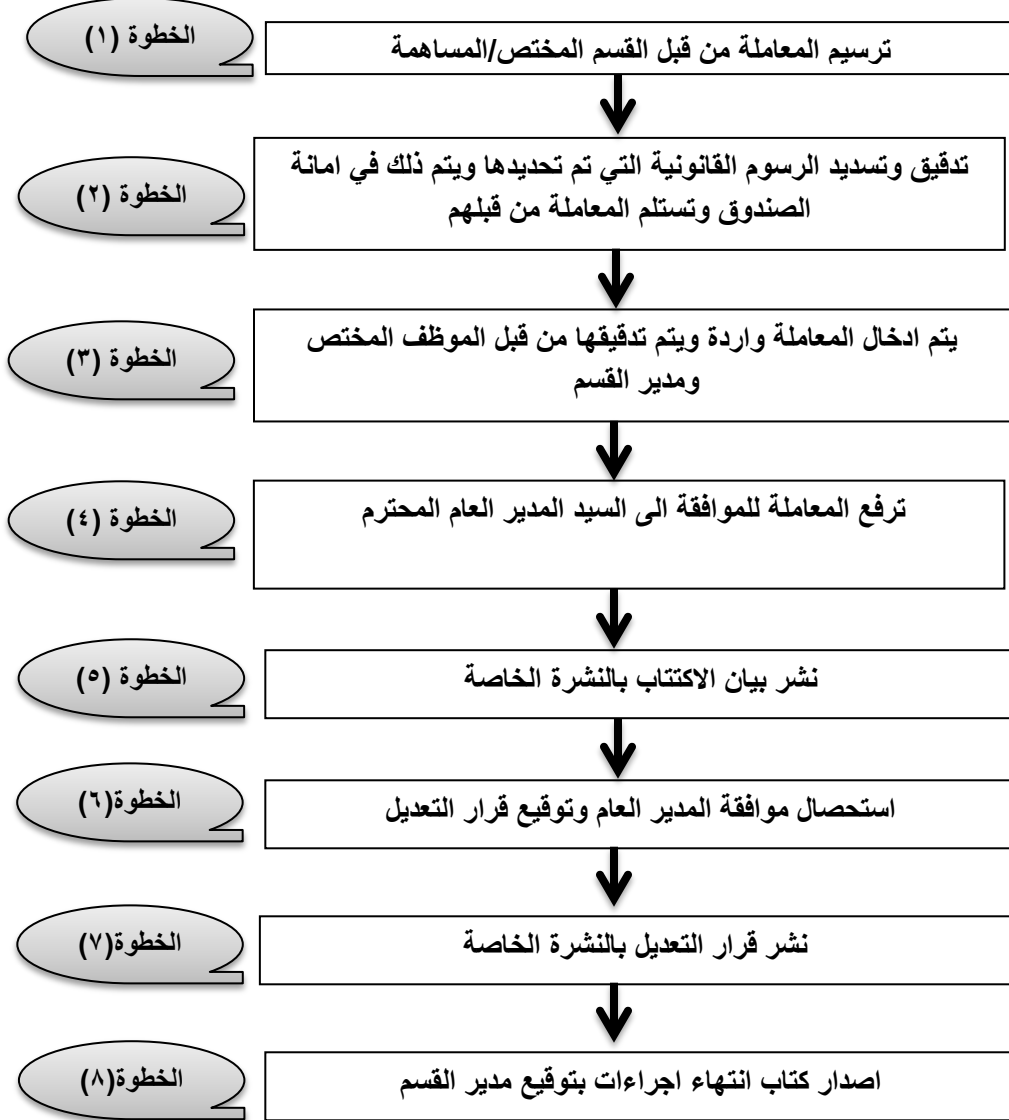 الخطوة (١)
ترسيم المعاملة من قبل القسم المختص/المساهمة
الخطوة (٢)
تدقيق وتسديد الرسوم القانونية التي تم تحديدها ويتم ذلك في امانة
الصندوق وتستلم المعاملة من قبلهم
الخطوة (٣)
يتم ادخال المعاملة واردة ويتم تدقيقها من قبل الموظف المختص
ومدير القسم
الخطوة (٤)
ترفع المعاملة للموافقة الى السيد المدير العام المحترم
الخطوة (٥)
نشر بيان الاكتتاب بالنشرة الخاصة
الخطوة(٦)
استحصال موافقة المدير العام وتوقيع قرار التعديل
الخطوة(٧)
نشر قرار التعديل بالنشرة الخاصة
الخطوة(٨)
اصدار كتاب انتهاء اجراءات بتوقيع مدير القسم